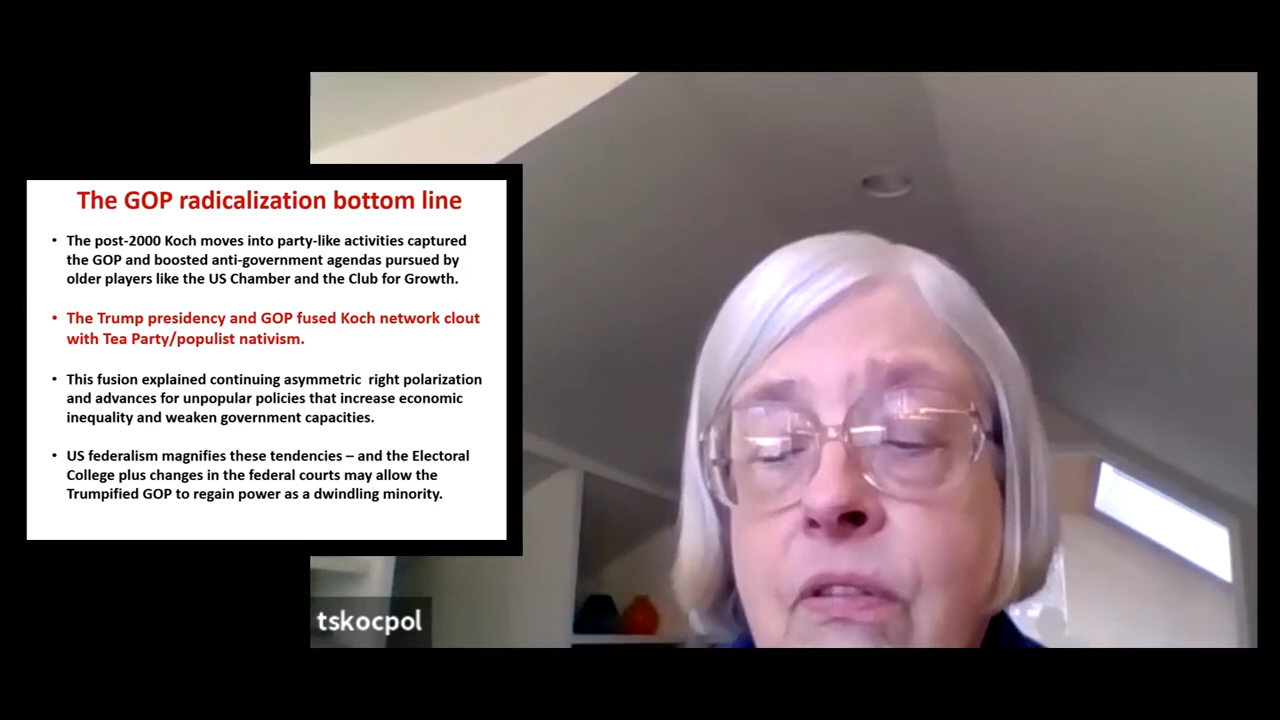 The GOP radicalization bottom line
• The post-2000 Koch moves into party-like activities captured
the GOP and boosted anti-government agendas pursued by
older players like the US Chamber and the Club for Growth.
• The Trump presidency and GOP fused Koch network clout
with Tea Party/populist nativism.
• This fusion explained continuing asymmetric right polarization
and advances for unpopular policies that increase economic
inequality and weaken government capacities.
• US federalism magnifies these tendencies – and the Electoral
College plus changes in the federal courts may allow the
Trumpified GOP to regain power as a dwindling minority.
tskocpol